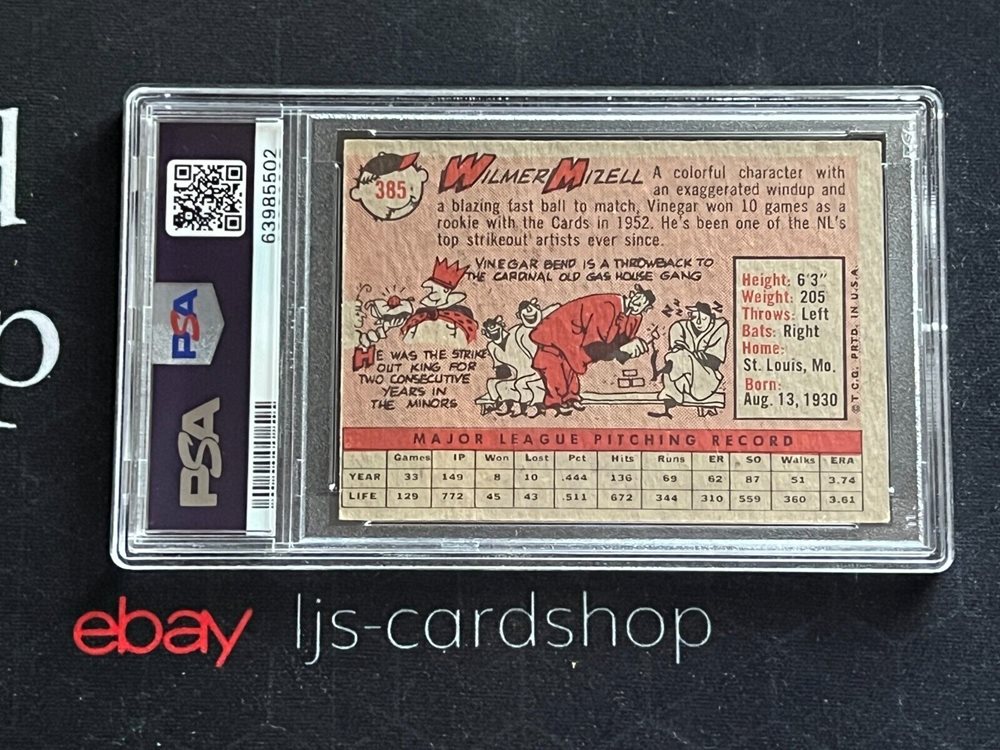 63985502
PSA
PSA
385
WILMER MIZELL
A colorful character with
an exaggerated windup and
a blazing fast ball to match, Vinegar won 10 games as a
rookie with the Cards in 1952. He's been one of the NL's
top strikeout artists ever since.
VINEGAR BEND IS A THROWBACK TO
THE CARDINAL OLD GAS HOUSE GANG
HE WAS THE STRIKE
OUT KING FOR
TWO CONSECUTIVE
YEARS IN
THE MINORS
Height: 6'3"
Weight: 205
Throws: Left
Bats: Right
Home:
St. Louis, Mo.
Born:
Aug. 13, 1930
© T.C.G. PRTD. IN U.S.A.
MAJOR LEAGUE PITCHING RECORD
Games IP Won Lost Pct Hits Runs ER SO Walks ERA
YEAR 33 149 8 10 .444 136 69 62 87 51 3.74
LIFE 129 772 45 43 .511 672 344 310 559 360 3.61
ebay ljs-cardshop